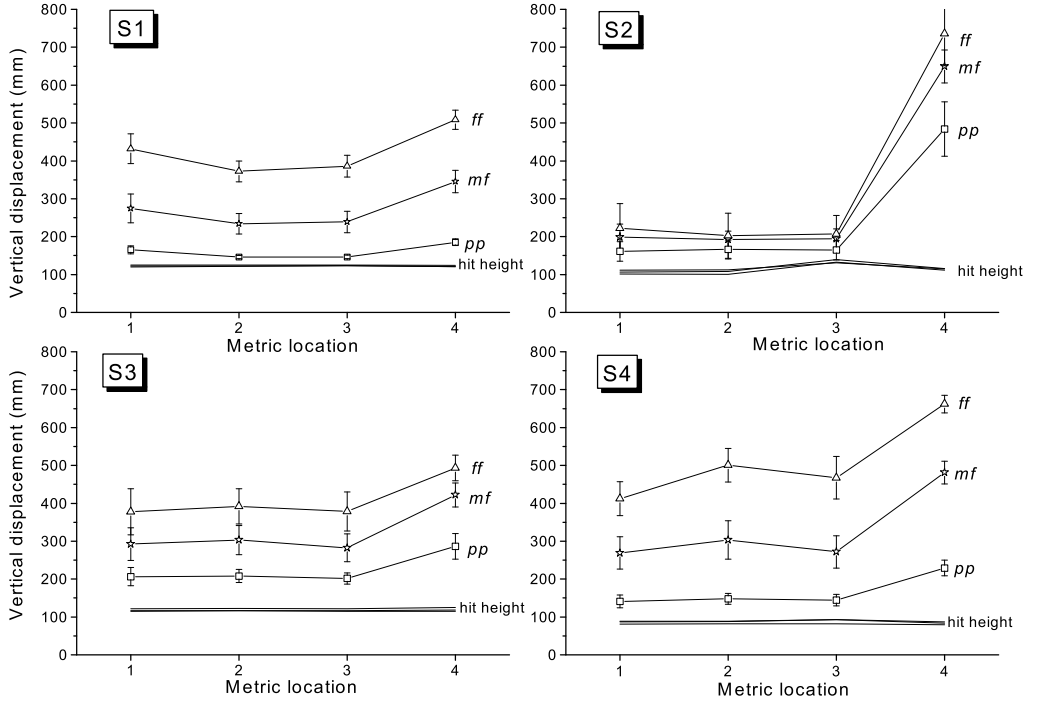 S1
Vertical displacement (mm)
800
700
600
500
400
300
200
100
0
ff
mf
pp
hit height
1 2 3 4
Metric location
S2
800
700
600
500
400
300
200
100
0
ff
mf
pp
hit height
1 2 3 4
Metric location
S3
Vertical displacement (mm)
800
700
600
500
400
300
200
100
0
ff
mf
pp
hit height
1 2 3 4
Metric location
S4
800
700
600
500
400
300
200
100
0
ff
mf
pp
hit height
1 2 3 4
Metric location